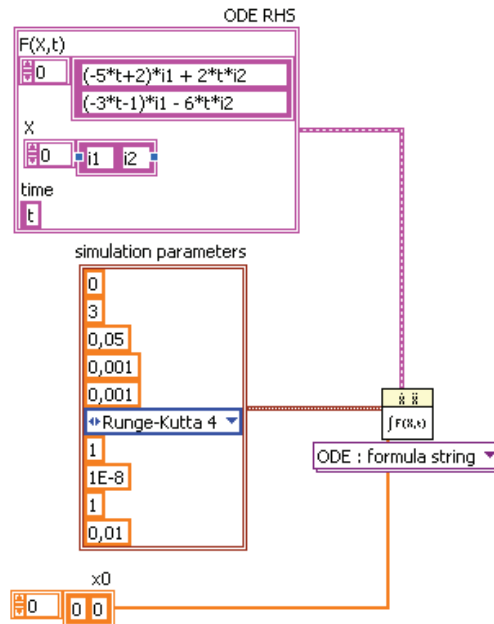 ODE RHS
F(X,t)
0
(-5*t+2)*i1 + 2*t*i2
(-3*t-1)*i1 - 6*t*i2
X
0
i1 i2
time
t
simulation parameters
0
3
0,05
0,001
0,001
Runge-Kutta 4
1
1E-8
1
0,01
ẋ ẍ
∫F(X,t)
ODE : formula string
x0
0
0 0